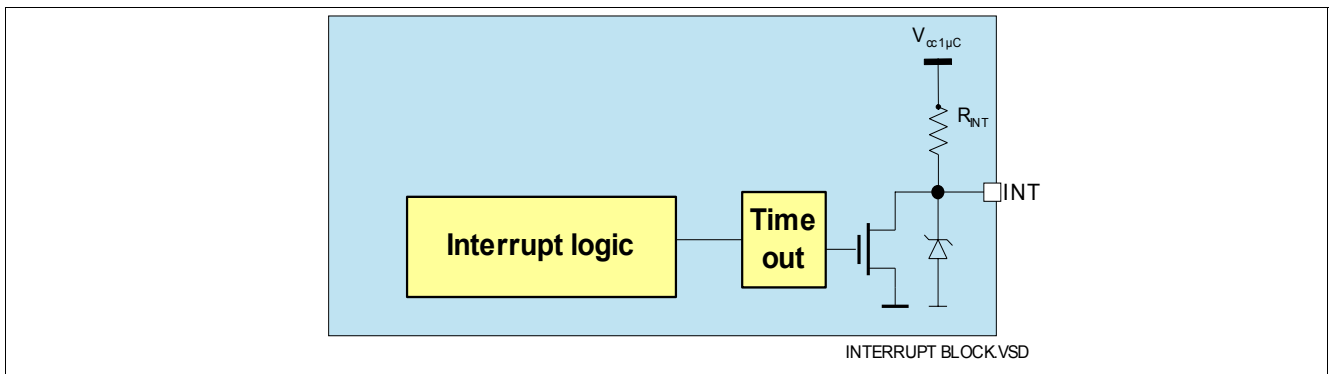 V cc1µC
R INT
INT
Interrupt logic
Time
out
INTERRUPT BLOCK.VSD